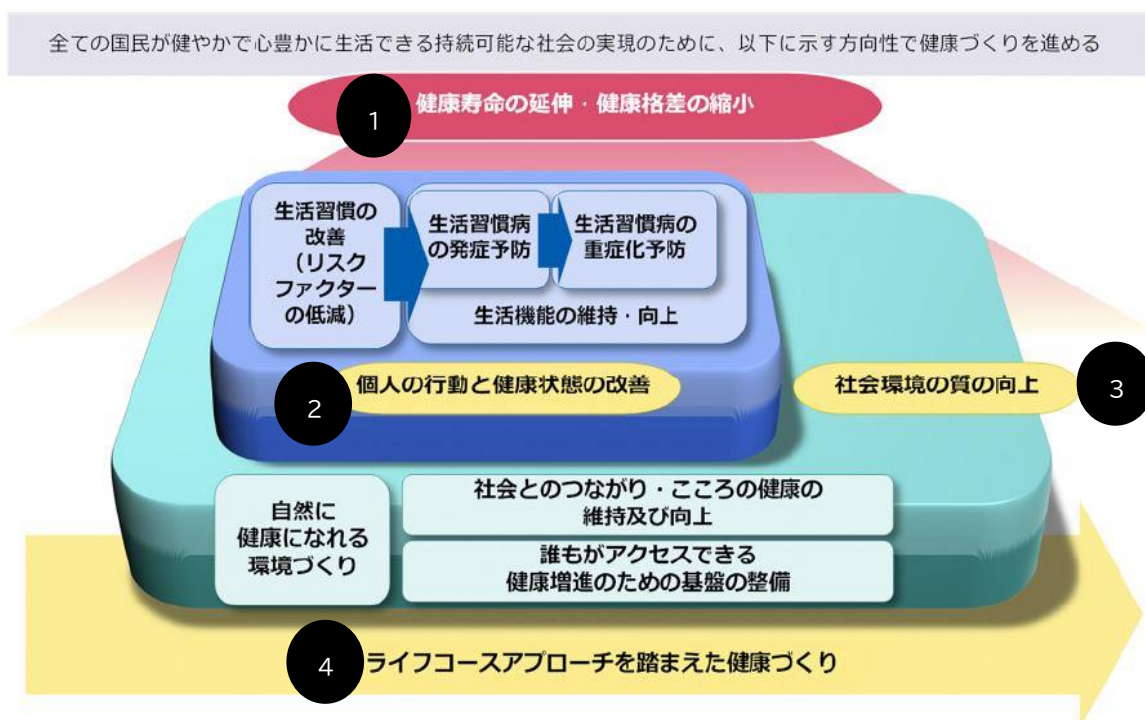 全ての国民が健やかで心豊かに生活できる持続可能な社会の実現のために、以下に示す方向性で健康づくりを進める
1
健康寿命の延伸・健康格差の縮小
生活習慣の
改善
（リスク
ファクター
の低減）
生活習慣病
の発症予防
生活習慣病の
重症化予防
生活機能の維持・向上
2
個人の行動と健康状態の改善
社会環境の質の向上
3
自然に
健康になれる
環境づくり
社会とのつながり・こころの健康の
維持及び向上
誰もがアクセスできる
健康増進のための基盤の整備
4
ライフコースアプローチを踏まえた健康づくり